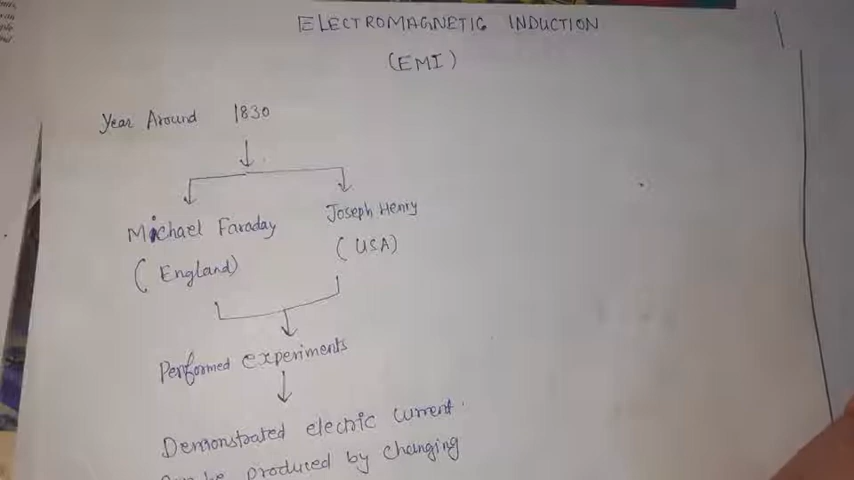 ELECTROMAGNETIC INDUCTION
(EMI)
Year Around 1830
Michael Faraday
Joseph Henry
(England)
(USA)
Performed experiments
Demonstrated electric current
produced by changing